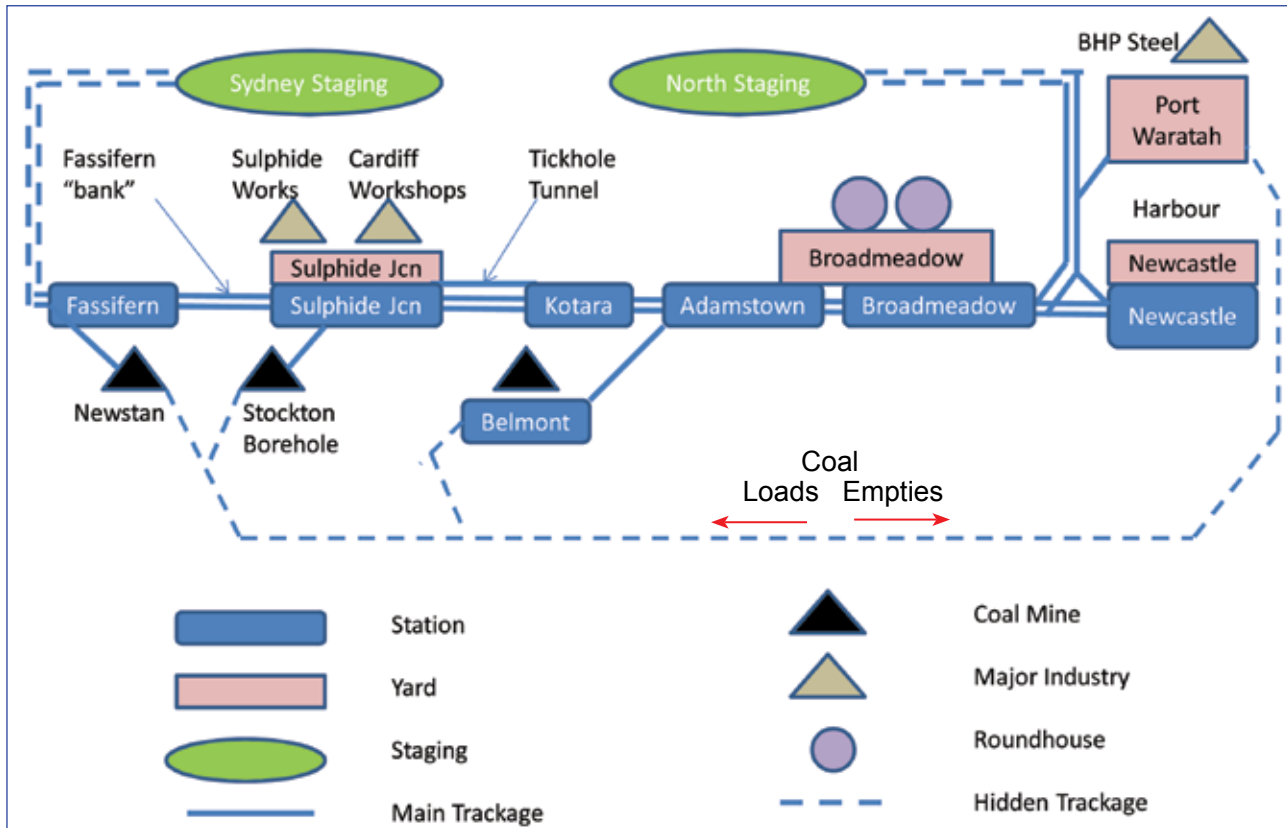 BHP Steel
Sydney Staging
North Staging
Port
Waratah
Fassifern
“bank”
Sulphide
Works
Cardiff
Workshops
Tickhole
Tunnel
Harbour
Sulphide Jcn
Broadmeadow
Newcastle
Fassifern
Sulphide Jcn
Kotara
Adamstown
Broadmeadow
Newcastle
Newstan
Stockton
Borehole
Belmont
Coal
Loads Empties
Station
Coal Mine
Yard
Major Industry
Staging
Roundhouse
Main Trackage
Hidden Trackage